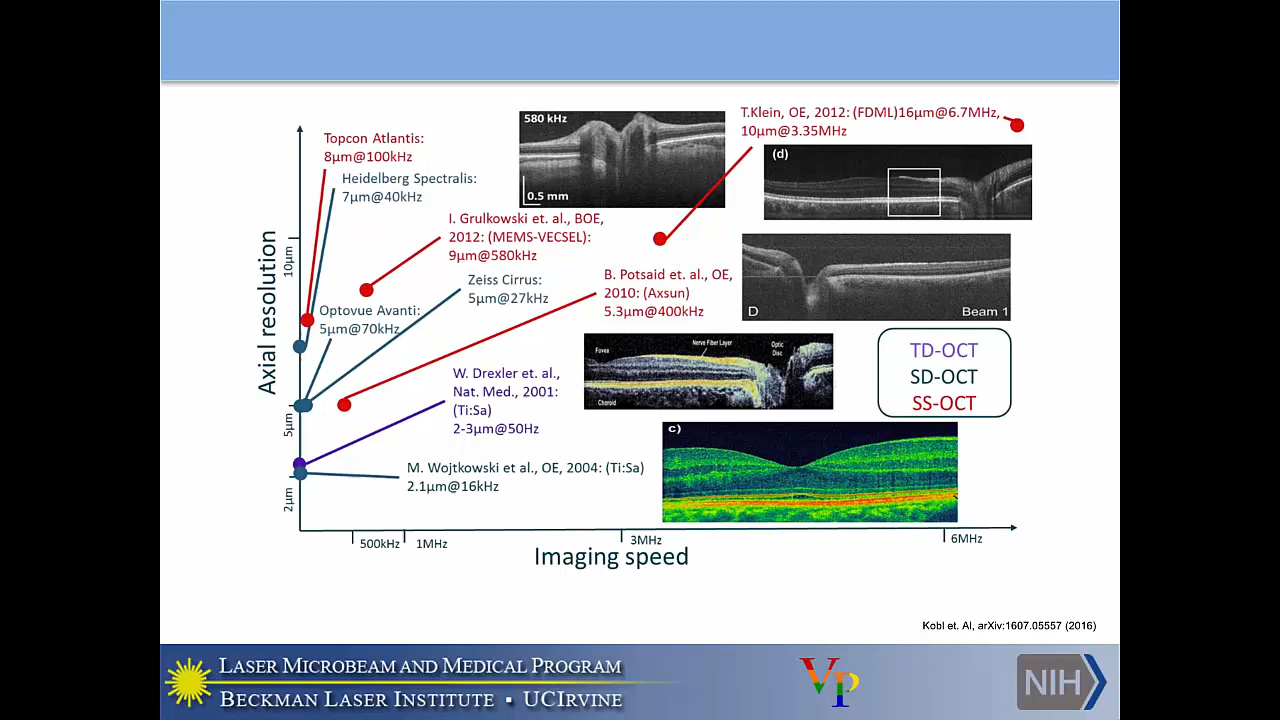 580 kHz
0.5 mm
T.Klein, OE, 2012: (FDML)16µm@6.7MHz,
10µm@3.35MHz
(d)
Topcon Atlantis:
8µm@100kHz
Heidelberg Spectralis:
7µm@40kHz
I. Grulkowski et. al., BOE,
2012: (MEMS-VECSEL):
9µm@580kHz
Axial resolution
10µm
5µm
2µm
Zeiss Cirrus:
5µm@27kHz
B. Potsaid et. al., OE,
2010: (Axsun)
5.3µm@400kHz
D
Beam 1
Optovue Avanti:
5µm@70kHz
Fovea
Nerve Fiber Layer
Optic
Disc
Choroid
TD-OCT
SD-OCT
SS-OCT
W. Drexler et. al.,
Nat. Med., 2001:
(Ti:Sa)
2-3µm@50Hz
c)
M. Wojtkowski et al., OE, 2004: (Ti:Sa)
2.1µm@16kHz
500kHz
1MHz
3MHz
6MHz
Imaging speed
Kobl et. Al, arXiv:1607.05557 (2016)
LASER MICROBEAM AND MEDICAL PROGRAM
BECKMAN LASER INSTITUTE ▪ UCIRVINE
VP
NIH